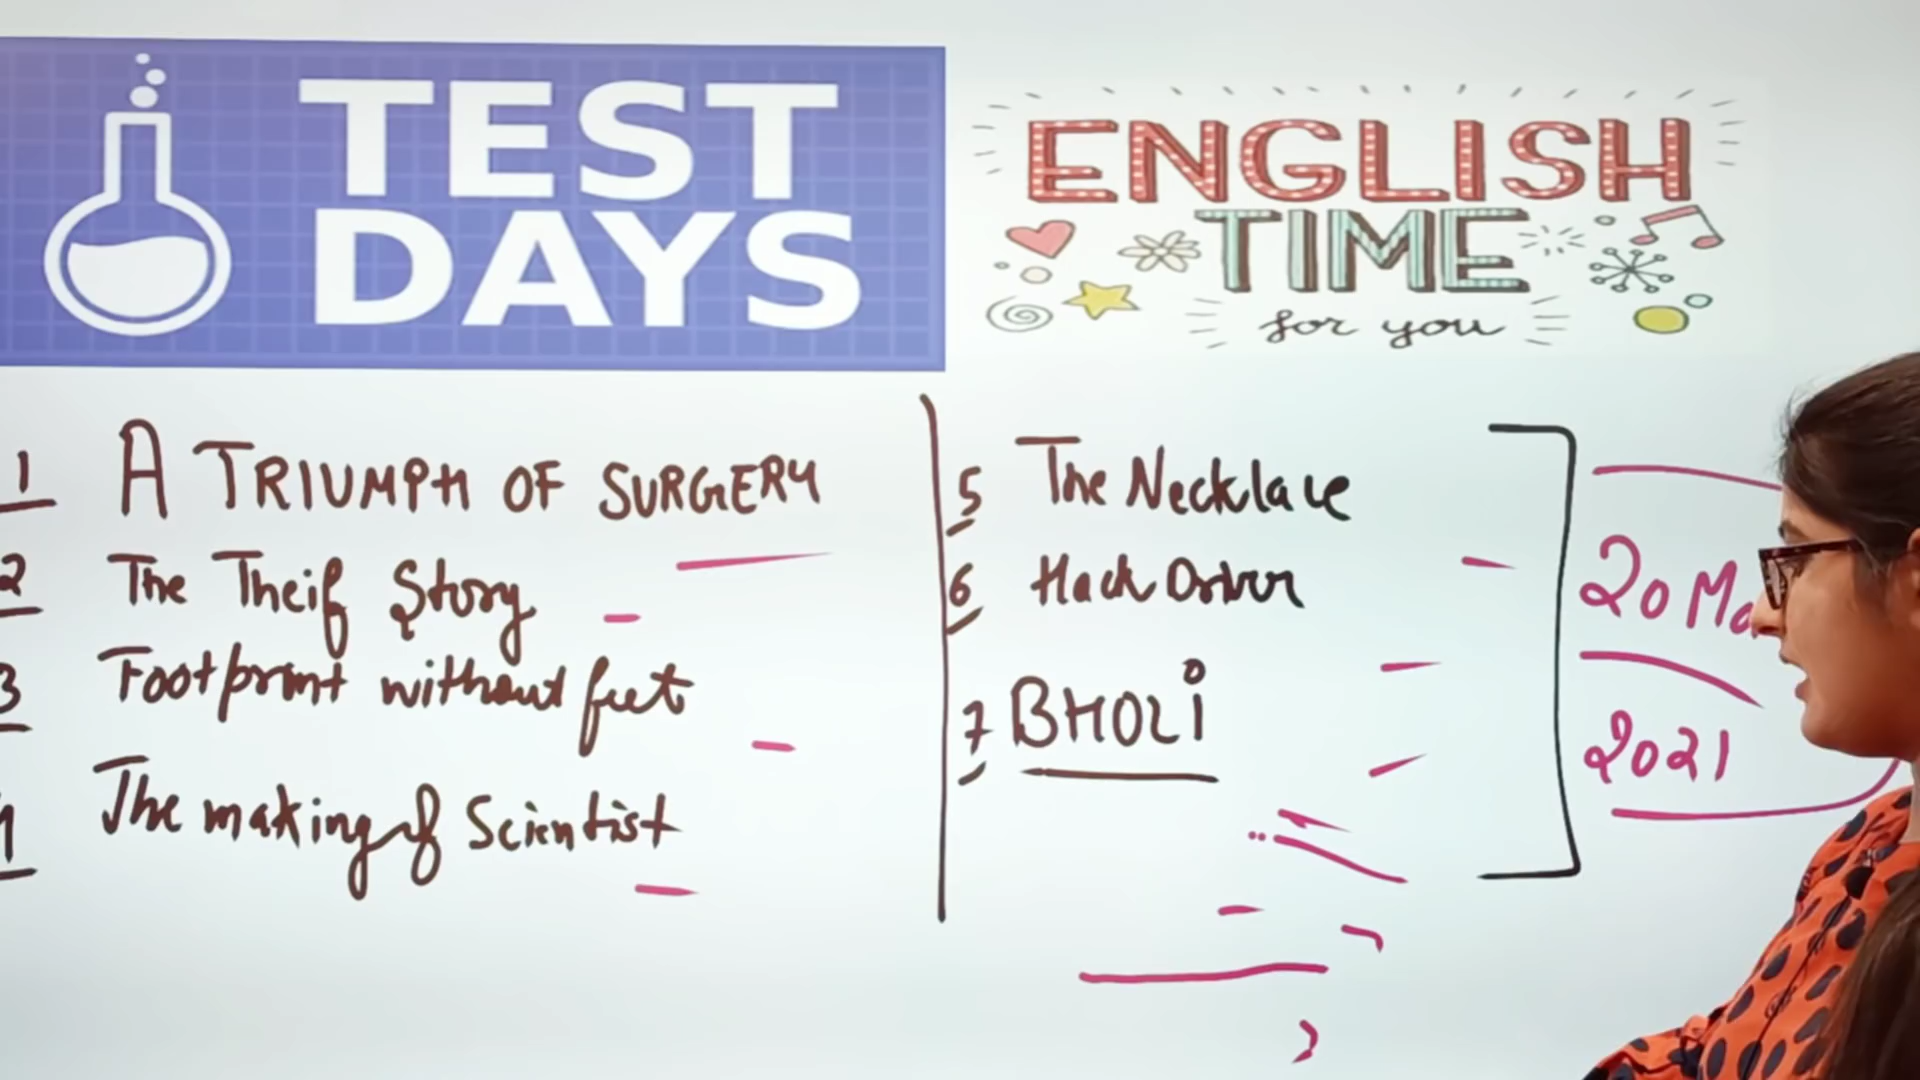 TEST
DAYS
ENGLISH
TIME
for you
1 A TRIUMPH OF SURGERY
2 The Theif Story
3 Footprint without feet
The making of Scientist
5 The Necklace
6 Hack Driver
7 BHOLi
20 Ma
2021